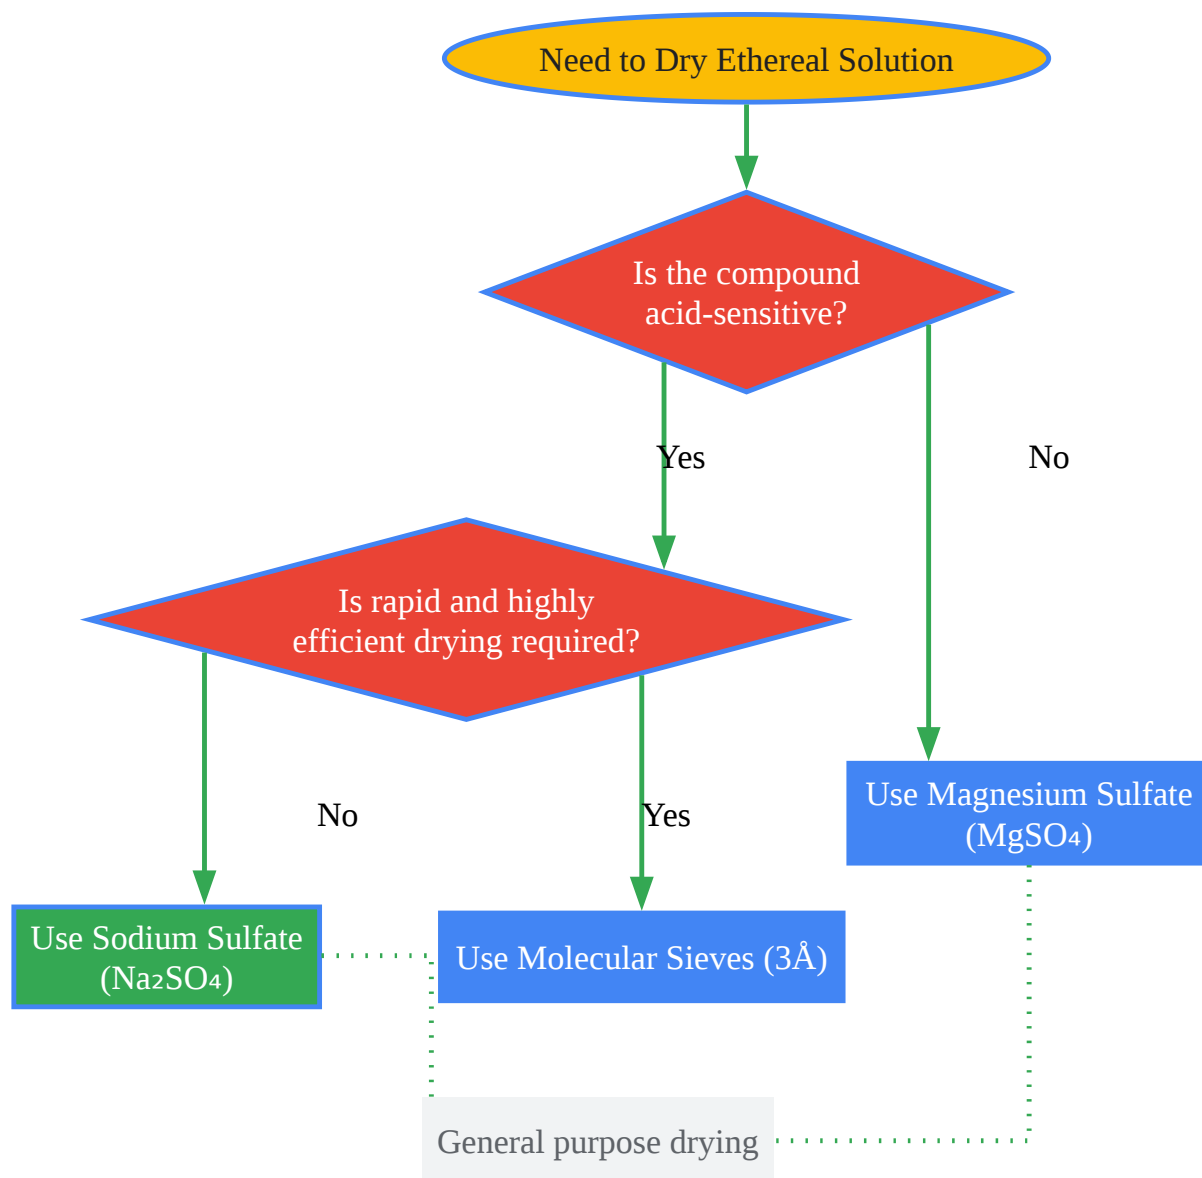 Need to Dry Ethereal Solution
Is the compound
acid-sensitive?
Yes
No
Is rapid and highly
efficient drying required?
No
Yes
Use Magnesium Sulfate
(MgSO₄)
Use Sodium Sulfate
(Na₂SO₄)
Use Molecular Sieves (3Å)
General purpose drying